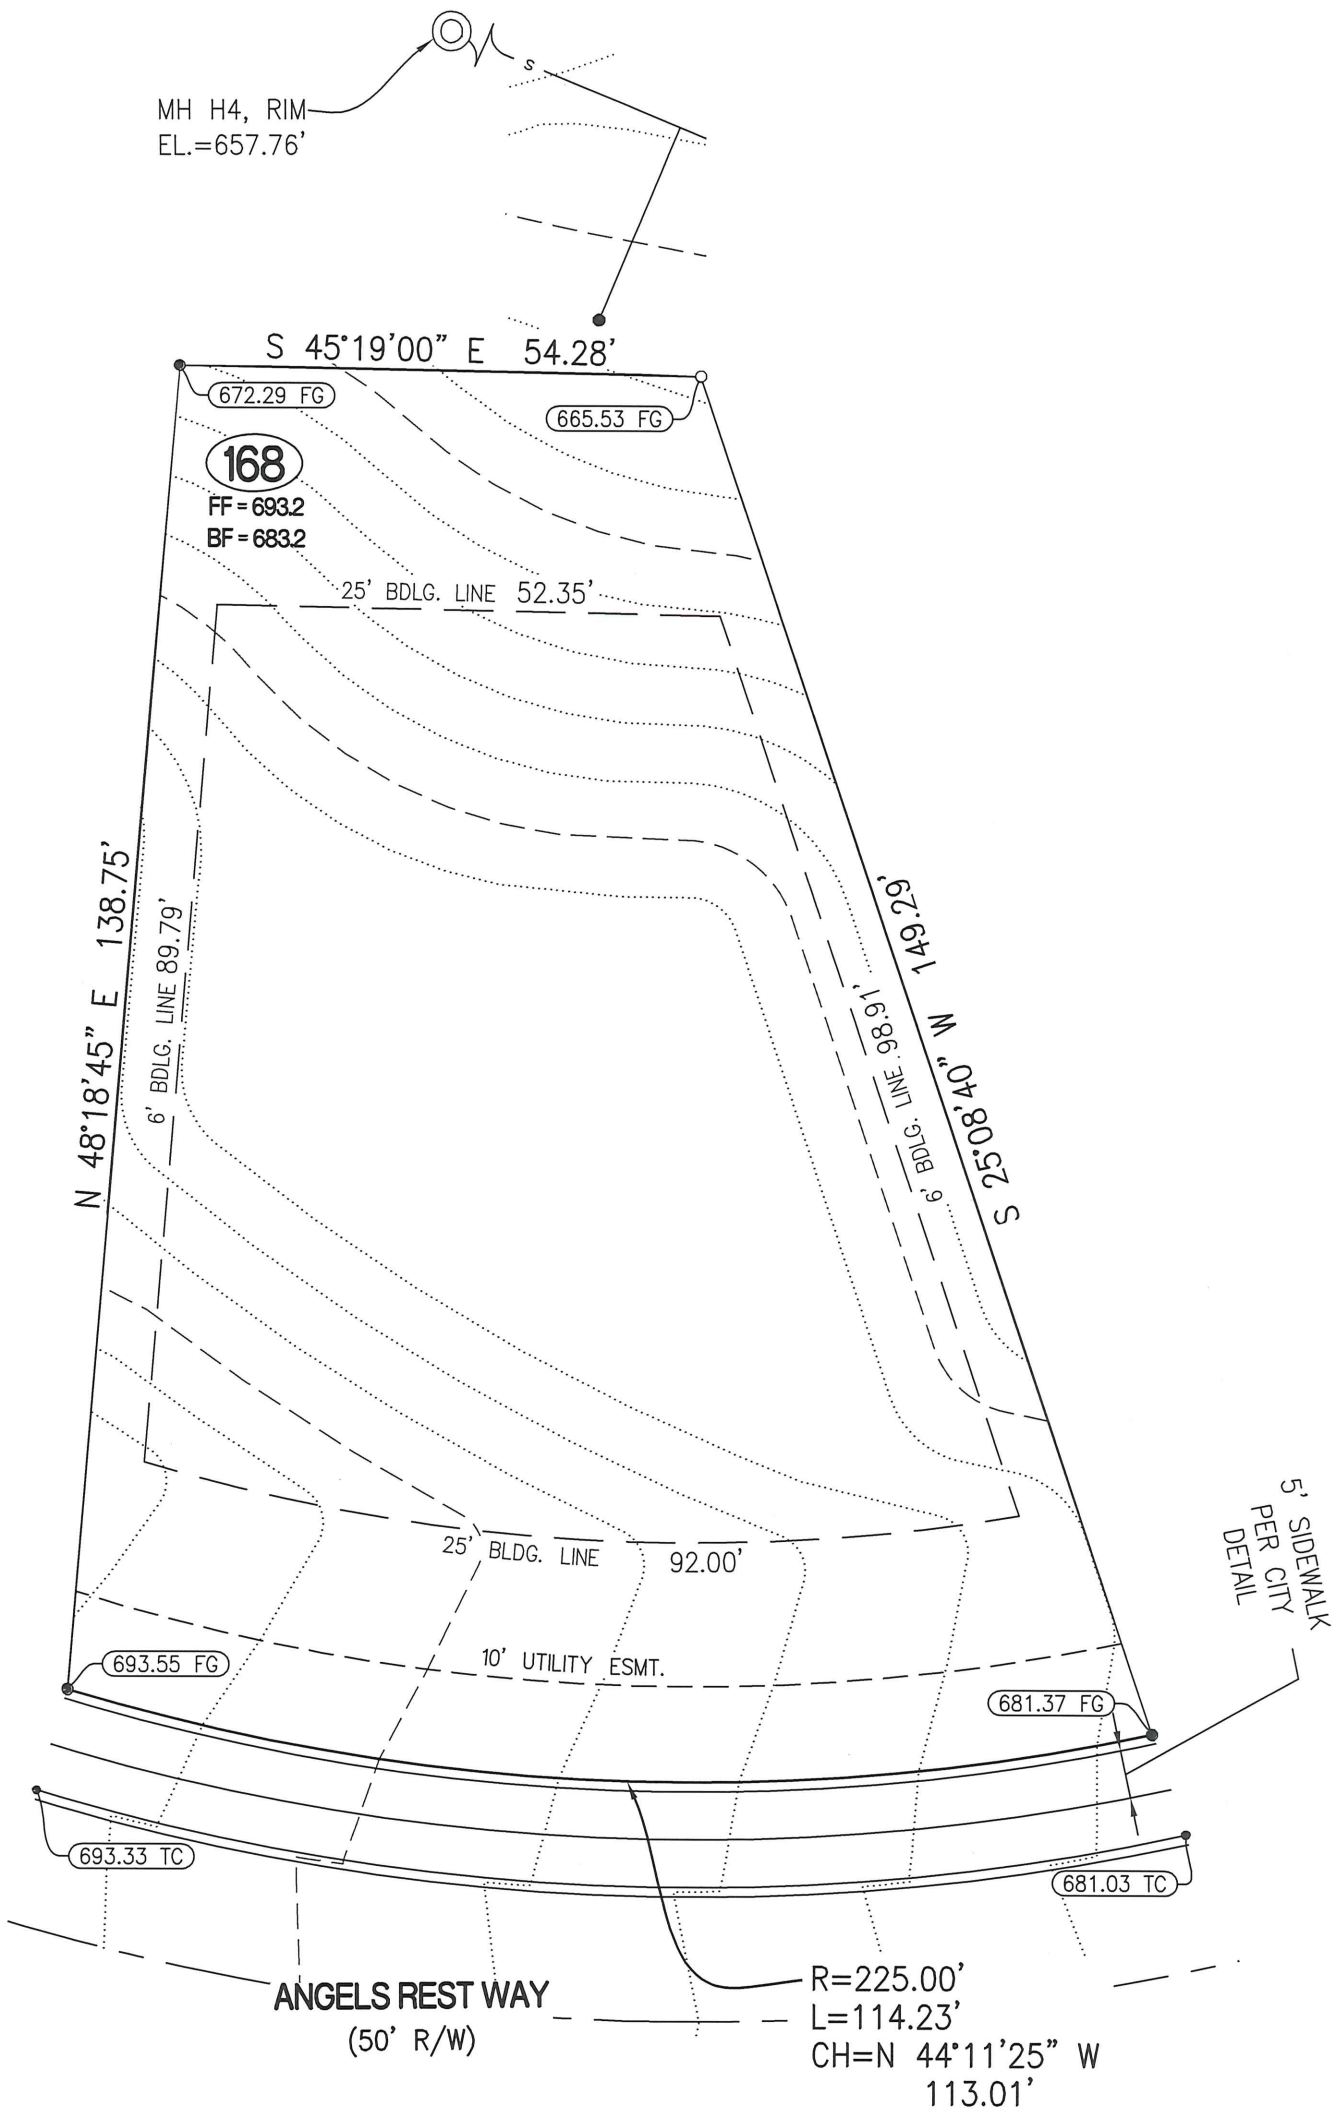 s
MH H4, RIM
EL.=657.76'
S 45°19'00" E 54.28'
672.29 FG
665.53 FG
168
FF = 693.2
BF = 683.2
25' BDLG. LINE 52.35'
N 48°18'45" E 138.75'
6' BDLG. LINE 89.79'
6' BDLG. LINE 98.91'
S 25°08'40" W 149.29'
25' BLDG. LINE 92.00'
5' SIDEWALK
PER CITY
DETAIL
10' UTILITY ESMT.
693.55 FG
681.37 FG
693.33 TC
681.03 TC
ANGELS REST WAY
(50' R/W)
R=225.00'
L=114.23'
CH=N 44°11'25" W
113.01'